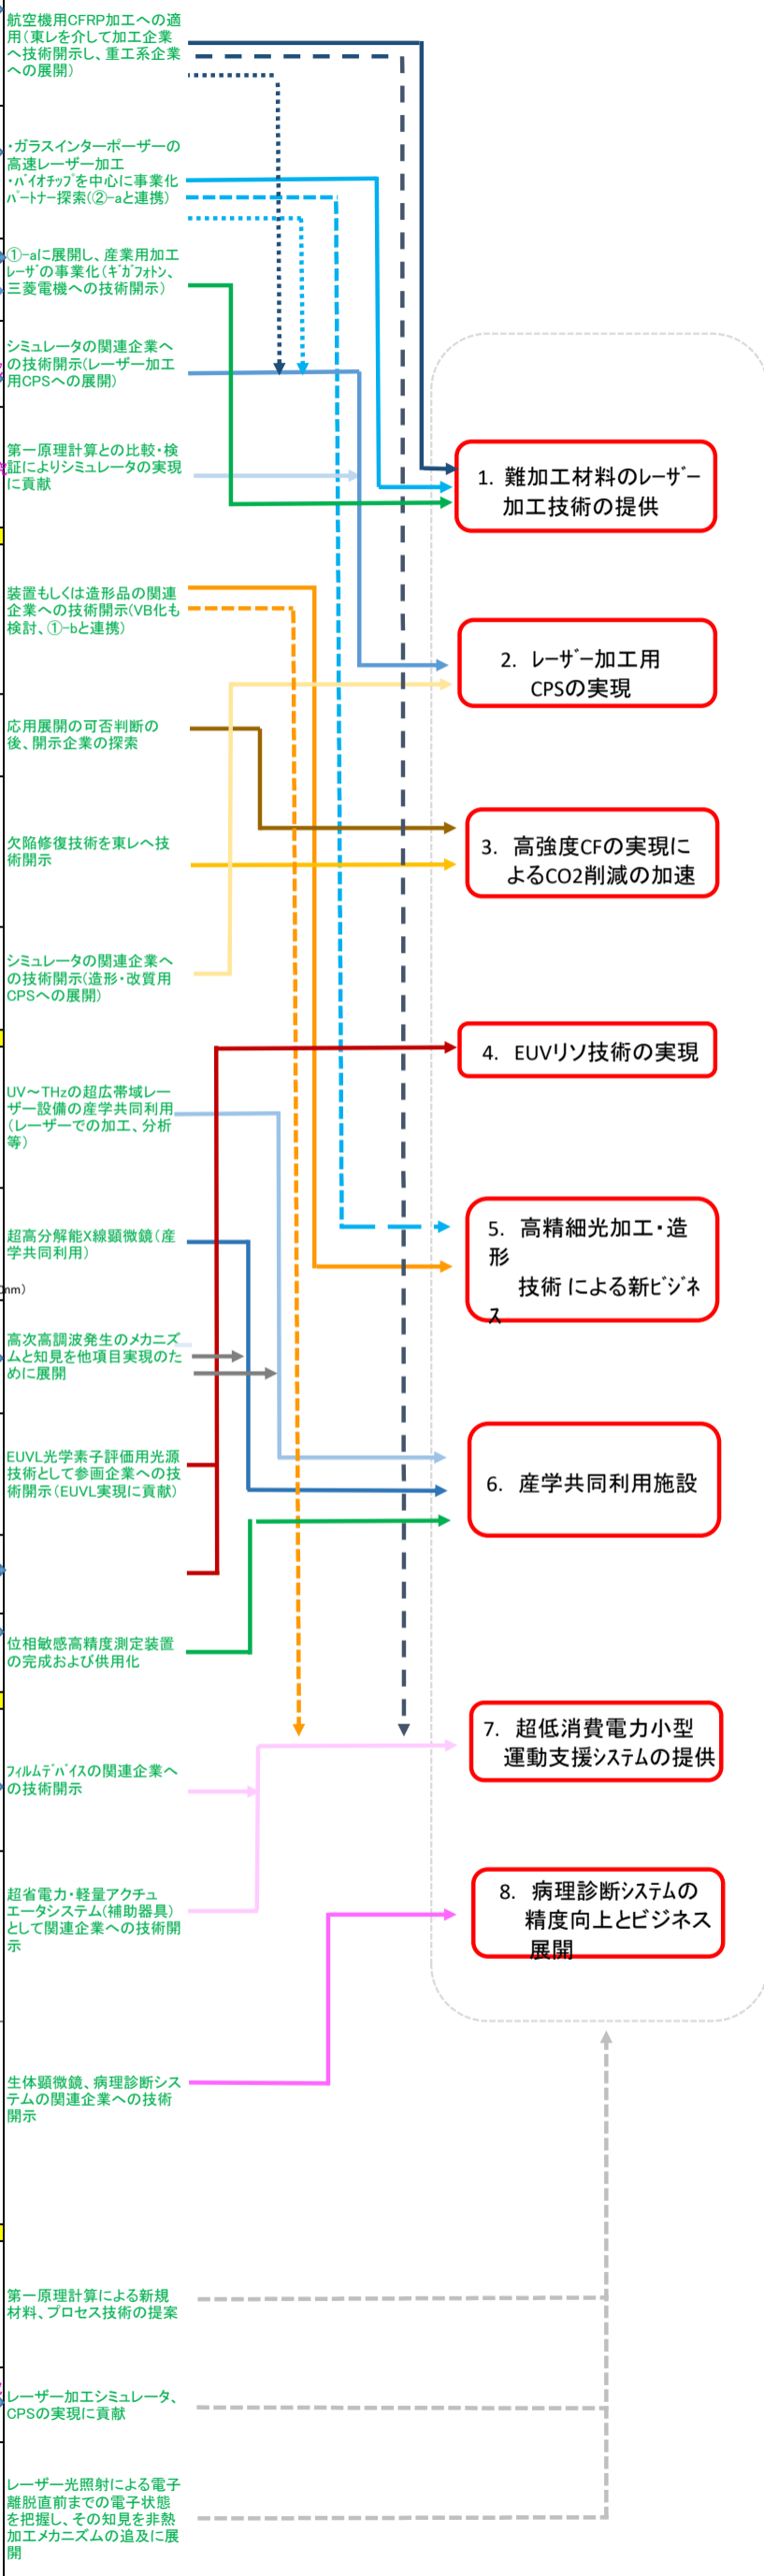 航空機用CFRP加工への適
用(東レを介して加工企業
へ技術開示し、重工系企業
への展開)
・ガラスインターポーザーの
高速レーザー加工
・ﾊﾞｲｵﾁｯﾌﾟを中心に事業化
ﾊﾟｰﾄﾅｰ探索(②-aと連携)
①-aに展開し、産業用加工
ﾚｰｻﾞの事業化(ｷﾞｶﾞﾌｫﾄﾝ、
三菱電機への技術開示)
シミュレータの関連企業へ
の技術開示(レーザー加工
用CPSへの展開)
第一原理計算との比較・検
証によりシミュレータの実現
に貢献
1. 難加工材料のﾚｰｻﾞｰ
加工技術の提供
装置もしくは造形品の関連
企業への技術開示(VB化も
検討、①-bと連携)
2. ﾚｰｻﾞｰ加工用
CPSの実現
応用展開の可否判断の
後、開示企業の探索
欠陥修復技術を東レへ技
術開示
3. 高強度CFの実現に
よるCO2削減の加速
シミュレータの関連企業へ
の技術開示(造形・改質用
CPSへの展開)
4. EUVリソ技術の実現
UV～THzの超広帯域レー
ザー設備の産学共同利用
(レーザーでの加工、分析
等)
超高分解能X線顕微鏡(産
学共同利用)
5. 高精細光加工・造
形
技術 による新ﾋﾞｼﾞﾈ
ｽ
nm)
高次高調波発生のメカニズ
ムと知見を他項目実現のた
めに展開
EUVL光学素子評価用光源
技術として参画企業への技
術開示(EUVL実現に貢献)
6. 産学共同利用施設
位相敏感高精度測定装置
の完成および供用化
7. 超低消費電力小型
運動支援ｼｽﾃﾑの提供
ﾌｨﾙﾑﾃﾞﾊﾞｲｽの関連企業へ
の技術開示
超省電力・軽量アクチュ
エータシステム(補助器具)
として関連企業への技術開
示
8. 病理診断ｼｽﾃﾑの
精度向上とビジネス
展開
生体顕微鏡、病理診断シス
テムの関連企業への技術
開示
第一原理計算による新規
材料、プロセス技術の提案
レーザー加工シミュレータ、
CPSの実現に貢献
レーザー光照射による電子
離脱直前までの電子状態
を把握し、その知見を非熱
加工メカニズムの追及に展
開